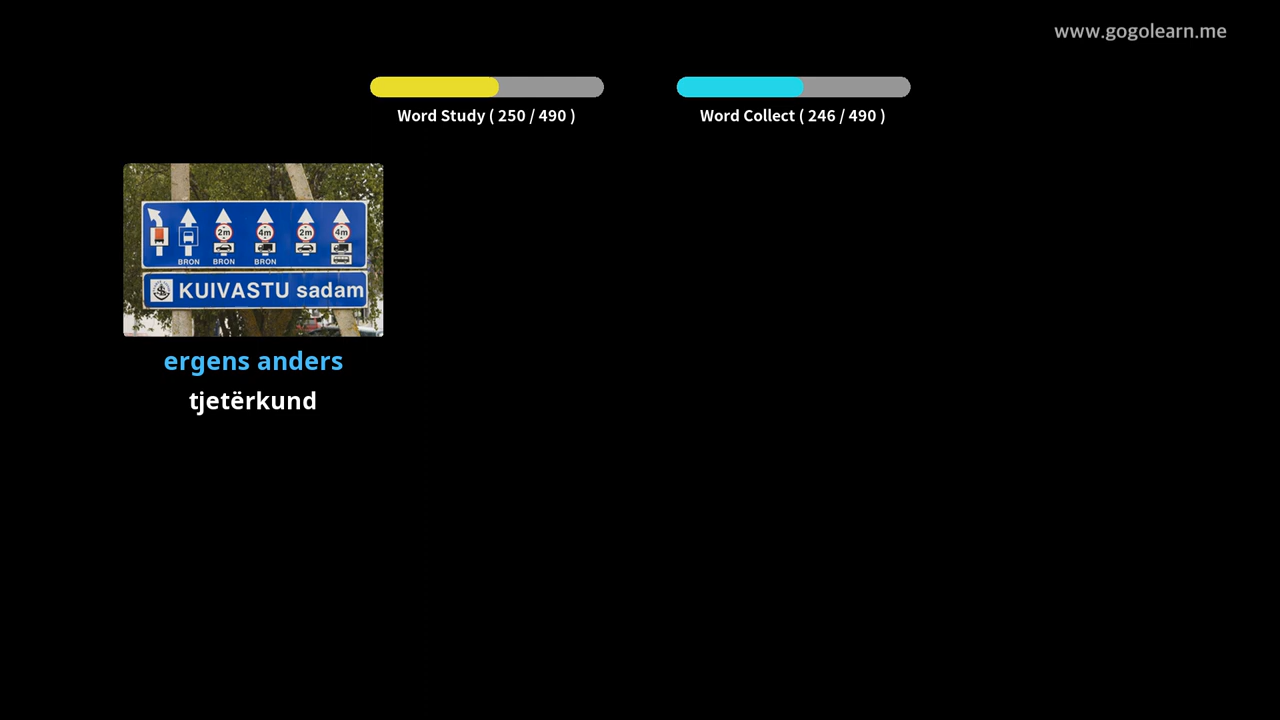 www.gogolearn.me
Word Study ( 250 / 490 )
Word Collect ( 246 / 490 )
2m 4m 2m 4m
BRON BRON BRON
KUIVASTU sadam
ergens anders
tjetërkund